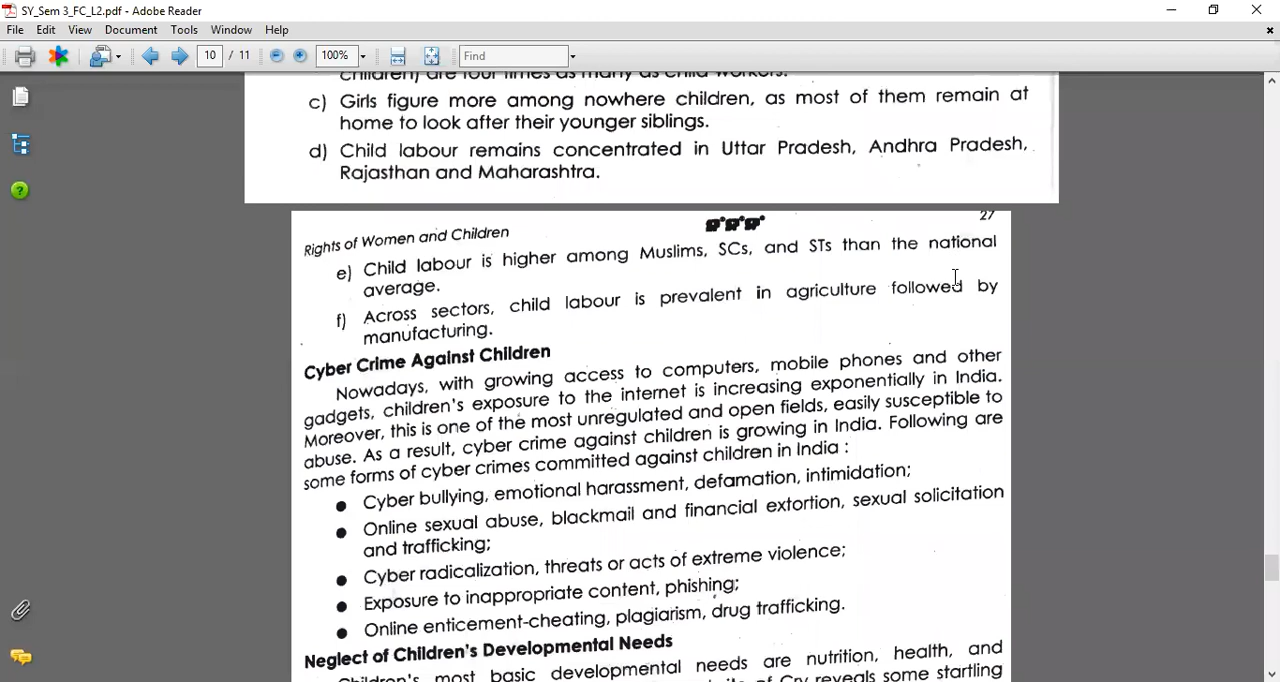 SY_Sem 3_FC_L2.pdf - Adobe Reader
File Edit View Document Tools Window Help
10 / 11 100% Find
Children) are four times as many as child workers.
c) Girls figure more among nowhere children, as most of them remain at
home to look after their younger siblings.
d) Child labour remains concentrated in Uttar Pradesh, Andhra Pradesh,
Rajasthan and Maharashtra.
Rights of Women and Children 27
e) Child labour is higher among Muslims, SCs, and STs than the national
average.
f) Across sectors, child labour is prevalent in agriculture followed by
manufacturing.
Cyber Crime Against Children
Nowadays, with growing access to computers, mobile phones and other
gadgets, children's exposure to the internet is increasing exponentially in India.
Moreover, this is one of the most unregulated and open fields, easily susceptible to
abuse. As a result, cyber crime against children is growing in India. Following are
some forms of cyber crimes committed against children in India :
● Cyber bullying, emotional harassment, defamation, intimidation;
● Online sexual abuse, blackmail and financial extortion, sexual solicitation
and trafficking;
● Cyber radicalization, threats or acts of extreme violence;
● Exposure to inappropriate content, phishing;
● Online enticement-cheating, plagiarism, drug trafficking.
Neglect of Children's Developmental Needs
Children's most basic developmental needs are nutrition, health, and
of Cry reveals some startling